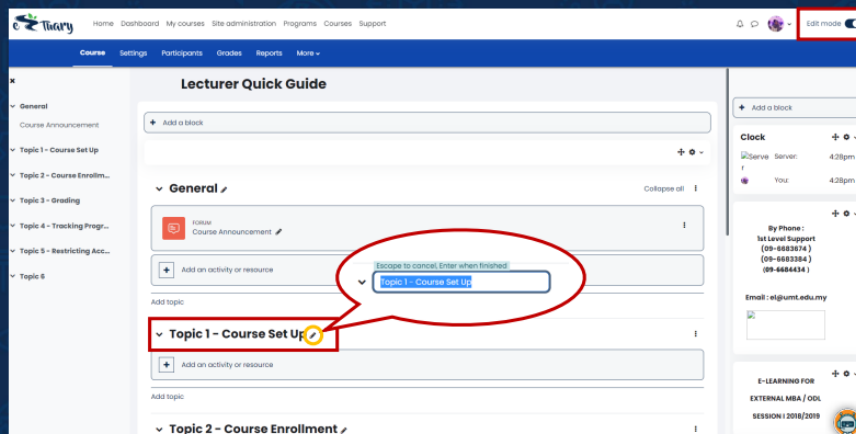 eTuary
Home Dashboard My courses Site administration Programs Courses Support
Edit mode
Course Settings Participants Grades Reports More
Lecturer Quick Guide
General
Course Announcement
Topic 1 - Course Set Up
Topic 2 - Course Enrollm...
Topic 3 - Grading
Topic 4 - Tracking Progr...
Topic 5 - Restricting Acc...
Topic 6
Add a block
General
Collapse all
FORUM
Course Announcement
Add an activity or resource
Escape to cancel, Enter when finished
Topic 1 - Course Set Up
Add topic
Topic 1 - Course Set Up
Add an activity or resource
Add topic
Topic 2 - Course Enrollment
Add a block
Clock
Server: 4:28pm
You: 4:28pm
By Phone :
1st Level Support
(09-6683674 )
(09-6683384 )
(09-6684434 )
Email : el@umt.edu.my
E-LEARNING FOR
EXTERNAL MBA / ODL
SESSION I 2018/2019